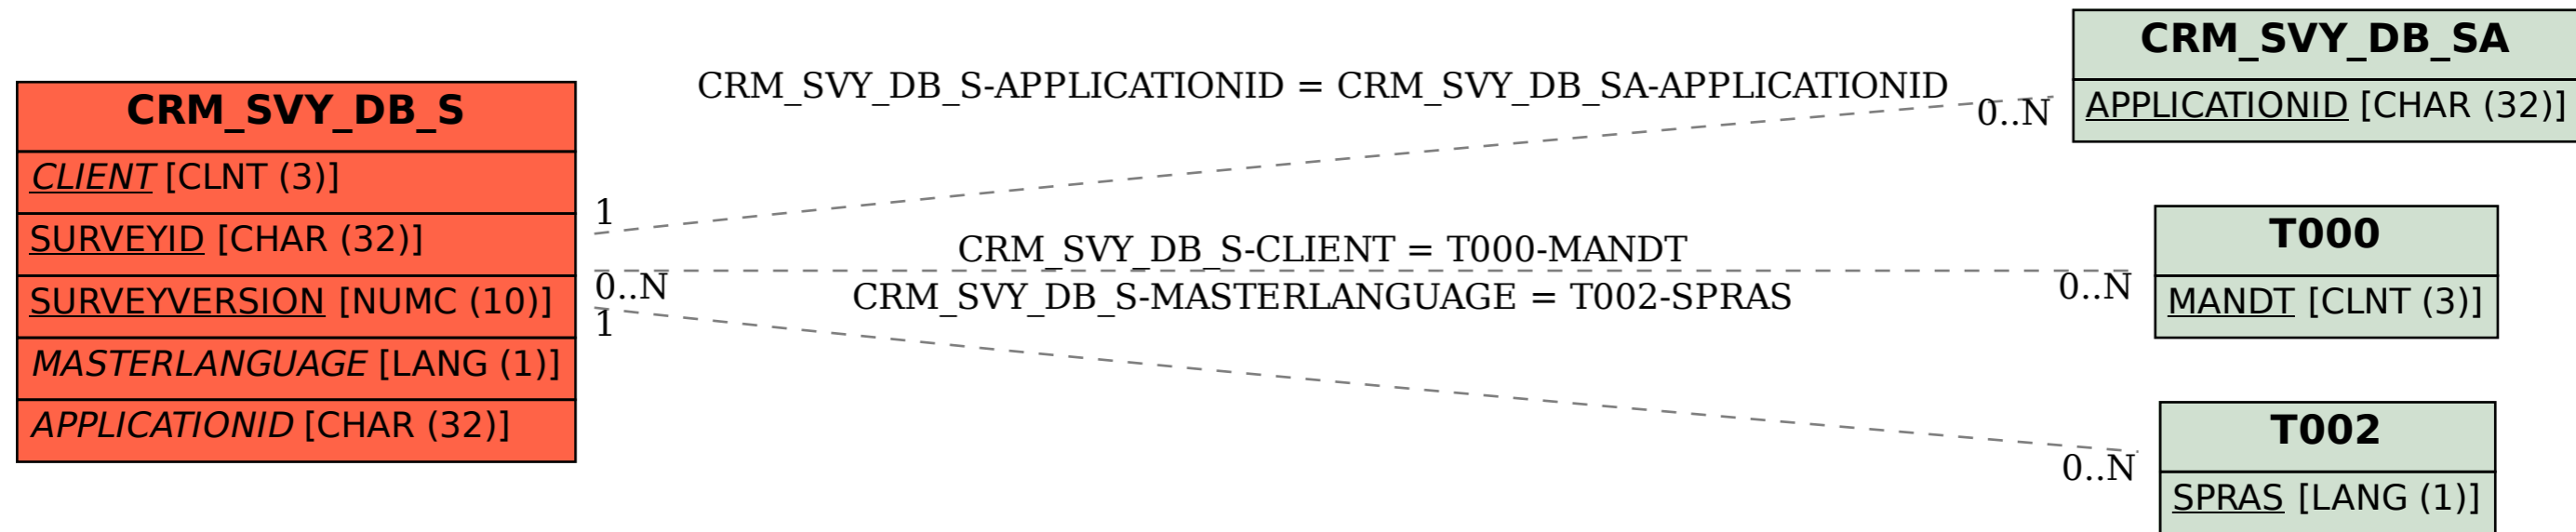 CRM_SVY_DB_S
CLIENT [CLNT (3)]
SURVEYID [CHAR (32)]
SURVEYVERSION [NUMC (10)]
MASTERLANGUAGE [LANG (1)]
APPLICATIONID [CHAR (32)]
CRM_SVY_DB_S-APPLICATIONID = CRM_SVY_DB_SA-APPLICATIONID
1
0..N
CRM_SVY_DB_S-CLIENT = T000-MANDT
0..N
0..N
CRM_SVY_DB_S-MASTERLANGUAGE = T002-SPRAS
1
0..N
CRM_SVY_DB_SA
APPLICATIONID [CHAR (32)]
T000
MANDT [CLNT (3)]
T002
SPRAS [LANG (1)]